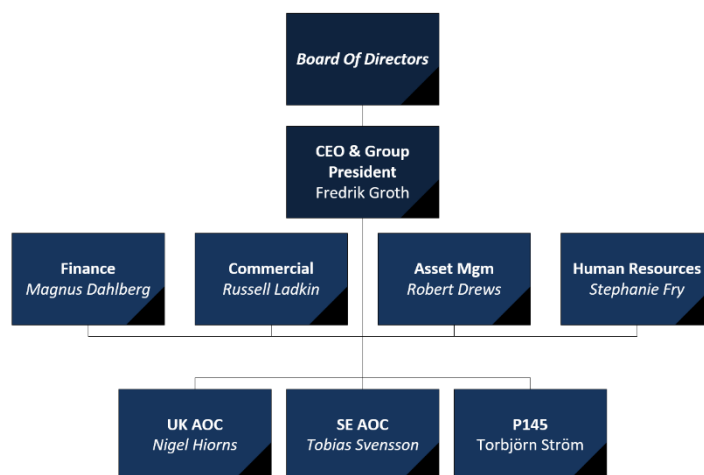 Board Of Directors
CEO & Group
President
Fredrik Groth
Finance
Magnus Dahlberg
Commercial
Russell Ladkin
Asset Mgm
Robert Drews
Human Resources
Stephanie Fry
UK AOC
Nigel Hiorns
SE AOC
Tobias Svensson
P145
Torbjörn Ström